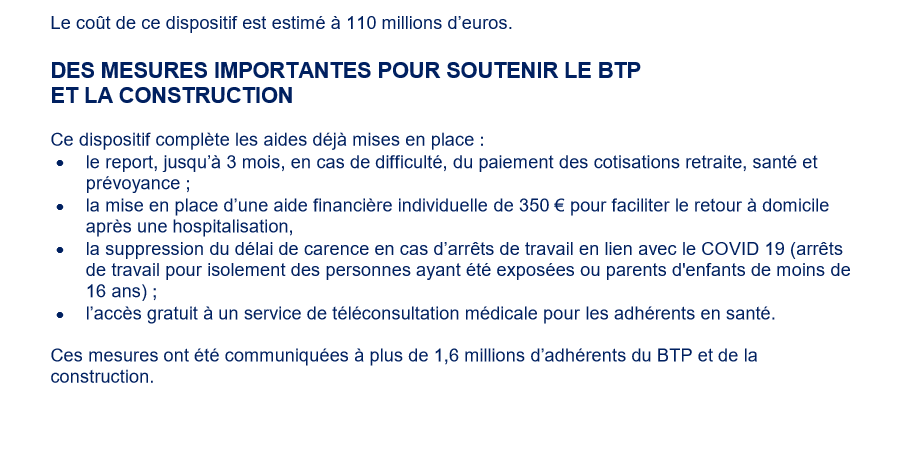 Le coût de ce dispositif est estimé à 110 millions d’euros.
DES MESURES IMPORTANTES POUR SOUTENIR LE BTP
ET LA CONSTRUCTION
Ce dispositif complète les aides déjà mises en place :
• le report, jusqu’à 3 mois, en cas de difficulté, du paiement des cotisations retraite, santé et
prévoyance ;
• la mise en place d’une aide financière individuelle de 350 € pour faciliter le retour à domicile
après une hospitalisation,
• la suppression du délai de carence en cas d’arrêts de travail en lien avec le COVID 19 (arrêts
de travail pour isolement des personnes ayant été exposées ou parents d'enfants de moins de
16 ans) ;
• l’accès gratuit à un service de téléconsultation médicale pour les adhérents en santé.
Ces mesures ont été communiquées à plus de 1,6 millions d’adhérents du BTP et de la
construction.